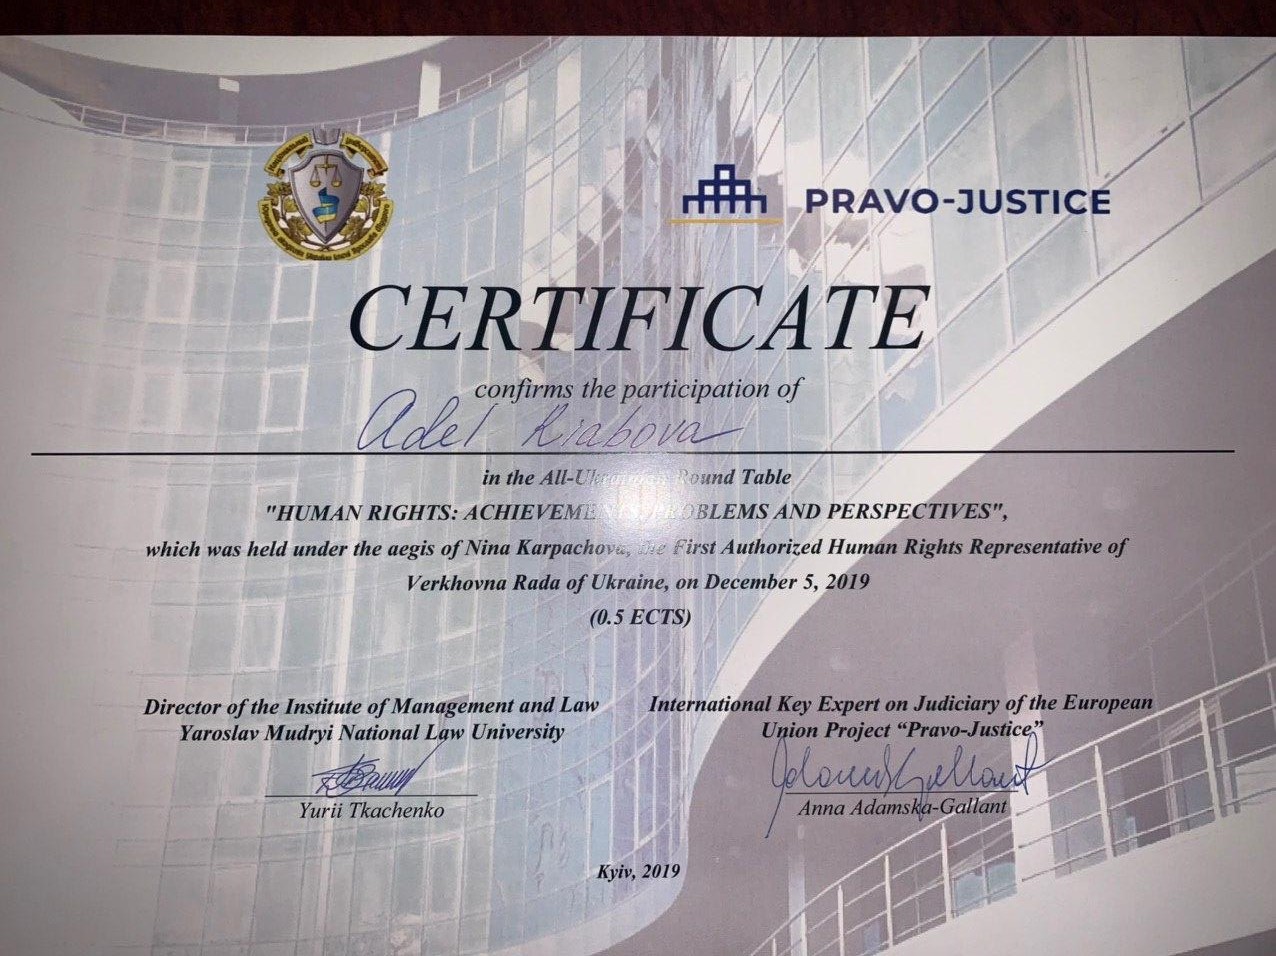 PRAVO-JUSTICE
CERTIFICATE
confirms the participation of
Adel Riabova
in the All-Ukrainian Round Table
"HUMAN RIGHTS: ACHIEVEMENTS, PROBLEMS AND PERSPECTIVES",
which was held under the aegis of Nina Karpachova, the First Authorized Human Rights Representative of
Verkhovna Rada of Ukraine, on December 5, 2019
(0.5 ECTS)
Director of the Institute of Management and Law
Yaroslav Mudryi National Law University
Yurii Tkachenko
International Key Expert on Judiciary of the European
Union Project “Pravo-Justice”
Anna Adamska-Gallant
Kyiv, 2019